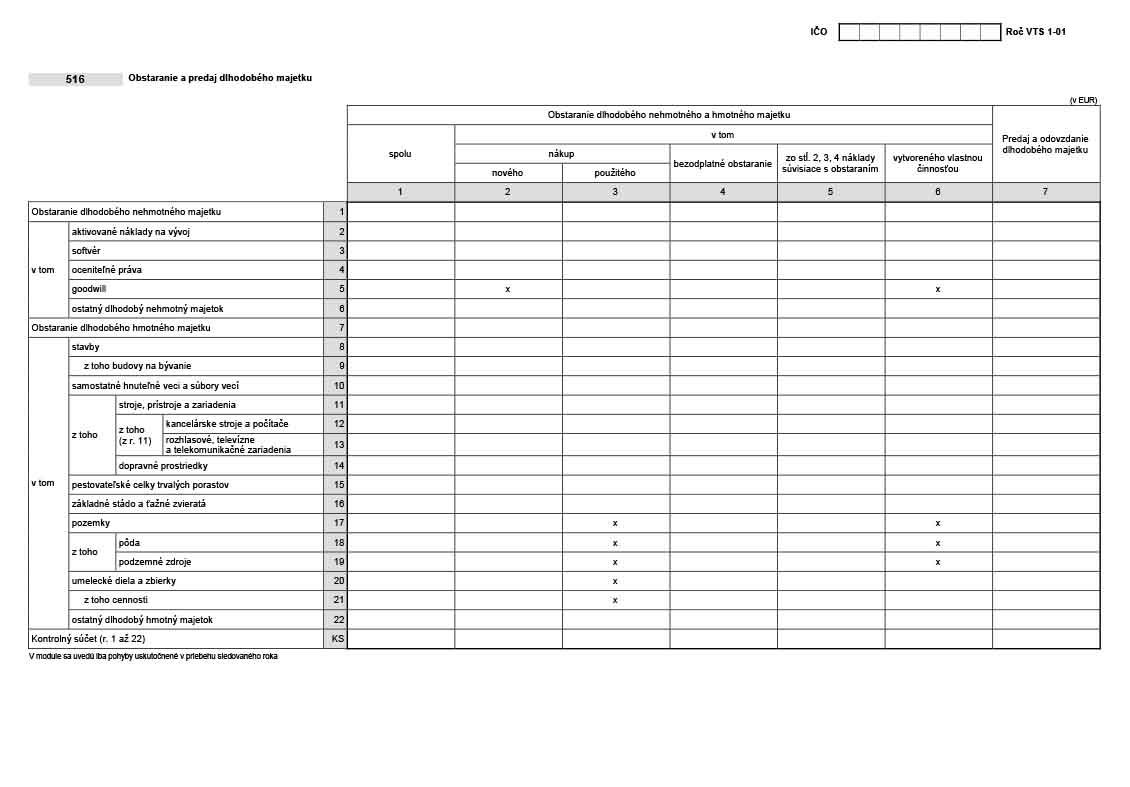 IČO Roč VTS 1-01
516 Obstaranie a predaj dlhodobého majetku
(v EUR)
Obstaranie dlhodobého nehmotného a hmotného majetku
Predaj a odovzdanie
dlhodobého majetku
spolu
v tom
nákup
bezodplatné obstaranie
zo stĺ. 2, 3, 4 náklady
súvisiace s obstaraním
vytvoreného vlastnou
činnosťou
nového použitého
1 2 3 4 5 6 7
Obstaranie dlhodobého nehmotného majetku 1
v tom
aktivované náklady na vývoj 2
softvér 3
oceniteľné práva 4
goodwill 5 x x
ostatný dlhodobý nehmotný majetok 6
Obstaranie dlhodobého hmotného majetku 7
v tom
stavby 8
z toho budovy na bývanie 9
samostatné hnuteľné veci a súbory vecí 10
z toho
stroje, prístroje a zariadenia 11
z toho
(z r. 11)
kancelárske stroje a počítače 12
rozhlasové, televízne
a telekomunikačné zariadenia 13
dopravné prostriedky 14
pestovateľské celky trvalých porastov 15
základné stádo a ťažné zvieratá 16
pozemky 17 x x
z toho
pôda 18 x x
podzemné zdroje 19 x x
umelecké diela a zbierky 20 x
z toho cennosti 21 x
ostatný dlhodobý hmotný majetok 22
Kontrolný súčet (r. 1 až 22) KS
V module sa uvedú iba pohyby uskutočnené v priebehu sledovaného roka